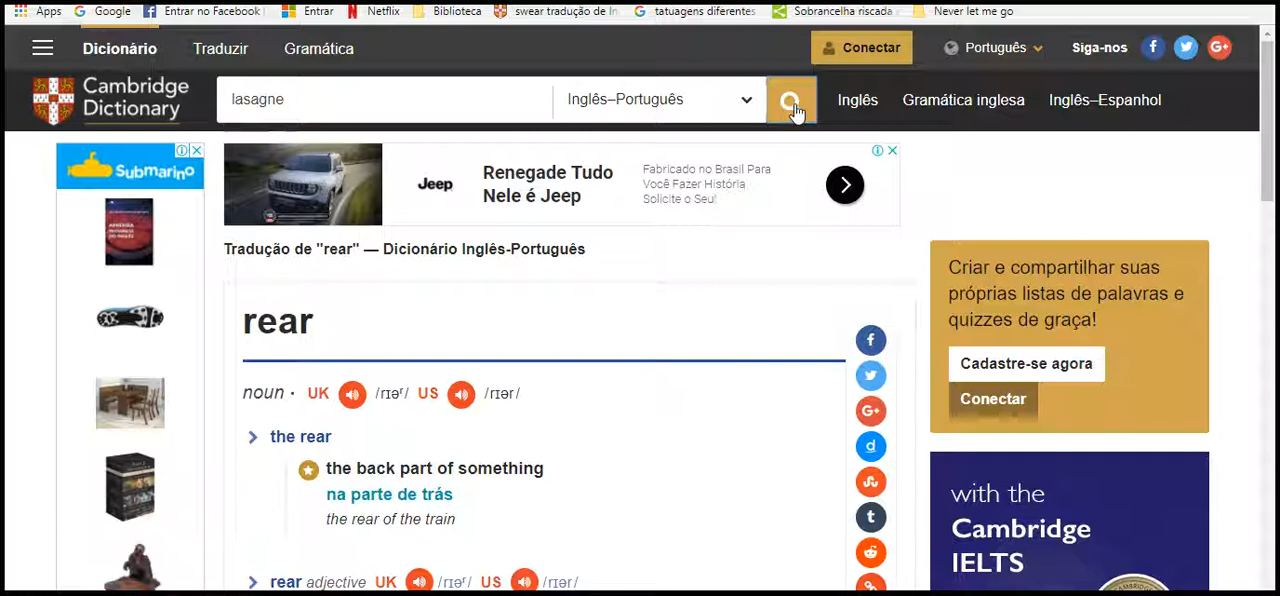 Apps Google Entrar no Facebook Entrar Netflix Biblioteca swear tradução de In tatuagens diferentes Sobrancelha riscada Never let me go
Dicionário Traduzir Gramática Conectar Português Siga-nos
Cambridge
Dictionary
lasagne Inglês–Português Inglês Gramática inglesa Inglês–Espanhol
Submarino
Jeep
Renegade Tudo
Nele é Jeep
Fabricado no Brasil Para
Você Fazer História
Solicite o Seu!
Tradução de "rear" — Dicionário Inglês-Português
rear
noun · UK /rɪəʳ/ US /rɪər/
the rear
the back part of something
na parte de trás
the rear of the train
rear adjective UK /rɪəʳ/ US /rɪər/
Criar e compartilhar suas
próprias listas de palavras e
quizzes de graça!
Cadastre-se agora
Conectar
with the
Cambridge
IELTS